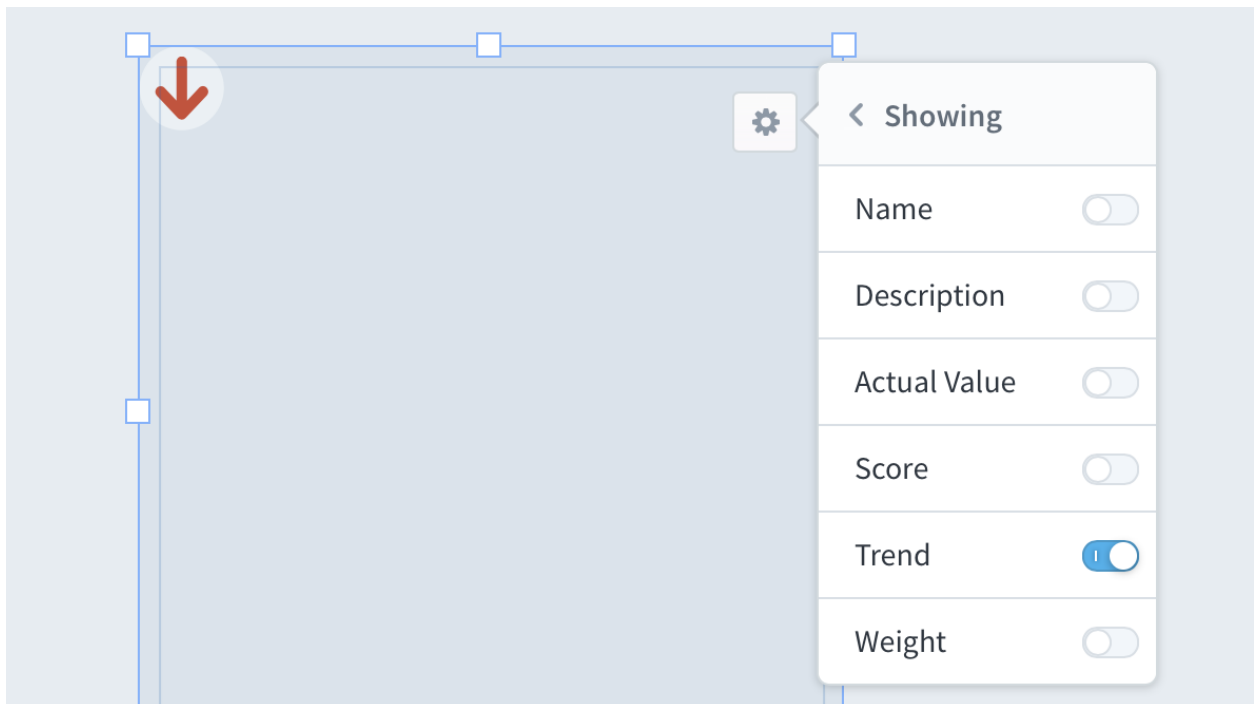 Showing
Name
Description
Actual Value
Score
Trend
Weight